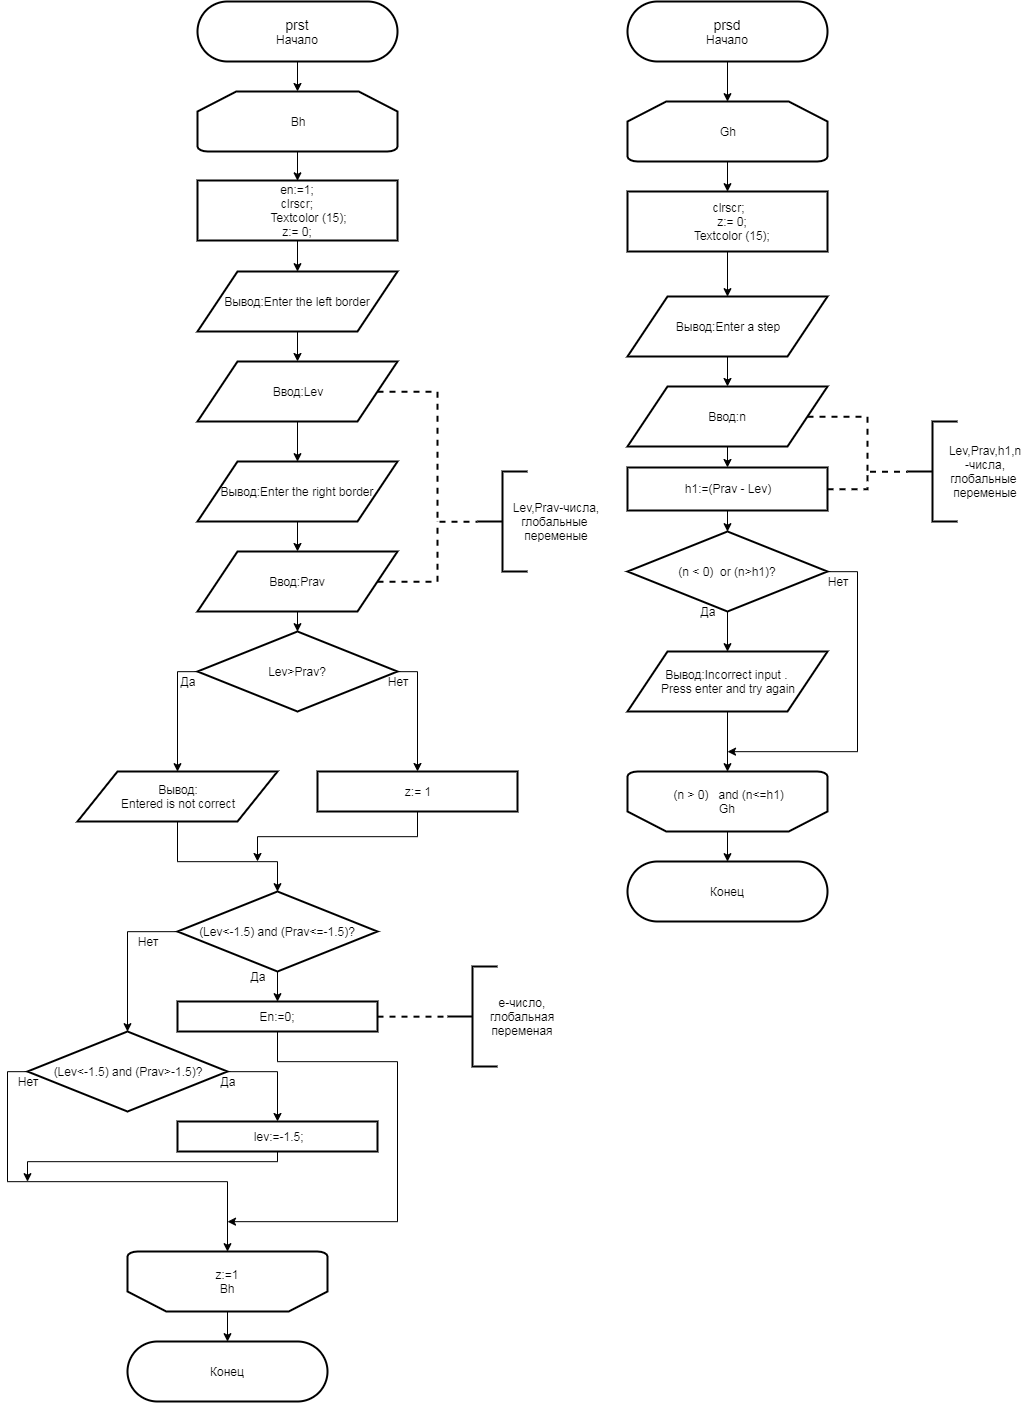 prst
Начало
Bh
en:=1;
clrscr;
Textcolor (15);
z:= 0;
Вывод:Enter the left border
Ввод:Lev
Вывод:Enter the right border
Ввод:Prav
Lev,Prav-числа,
глобальные
переменые
Lev>Prav?
Да
Нет
Вывод:
Entered is not correct
z:= 1
(Lev<-1.5) and (Prav<=-1.5)?
Нет
Да
En:=0;
e-число,
глобальная
переменая
(Lev<-1.5) and (Prav>-1.5)?
Нет
Да
lev:=-1.5;
z:=1
Bh
Конец
prsd
Начало
Gh
clrscr;
z:= 0;
Textcolor (15);
Вывод:Enter a step
Ввод:n
h1:=(Prav - Lev)
Lev,Prav,h1,n
-числа,
глобальные
переменые
(n < 0) or (n>h1)?
Нет
Да
Вывод:Incorrect input .
Press enter and try again
(n > 0) and (n<=h1)
Gh
Конец